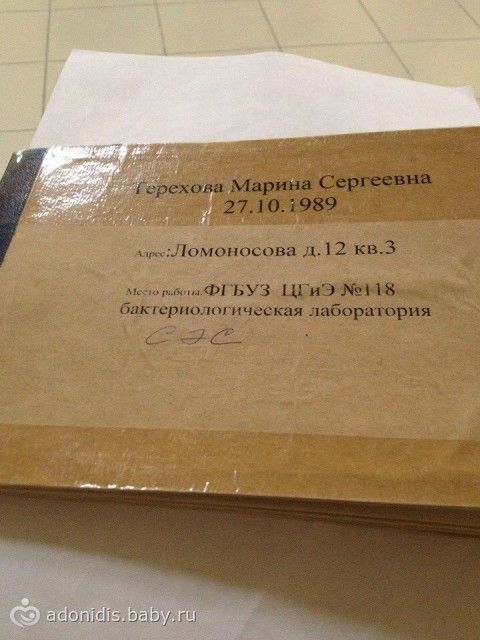 Терехова Марина Сергеевна
27.10.1989
Адрес:Ломоносова д.12 кв.3
Место работы:ФГБУЗ ЦГиЭ №118
бактериологическая лаборатория
СЭС
adonidis.baby.ru